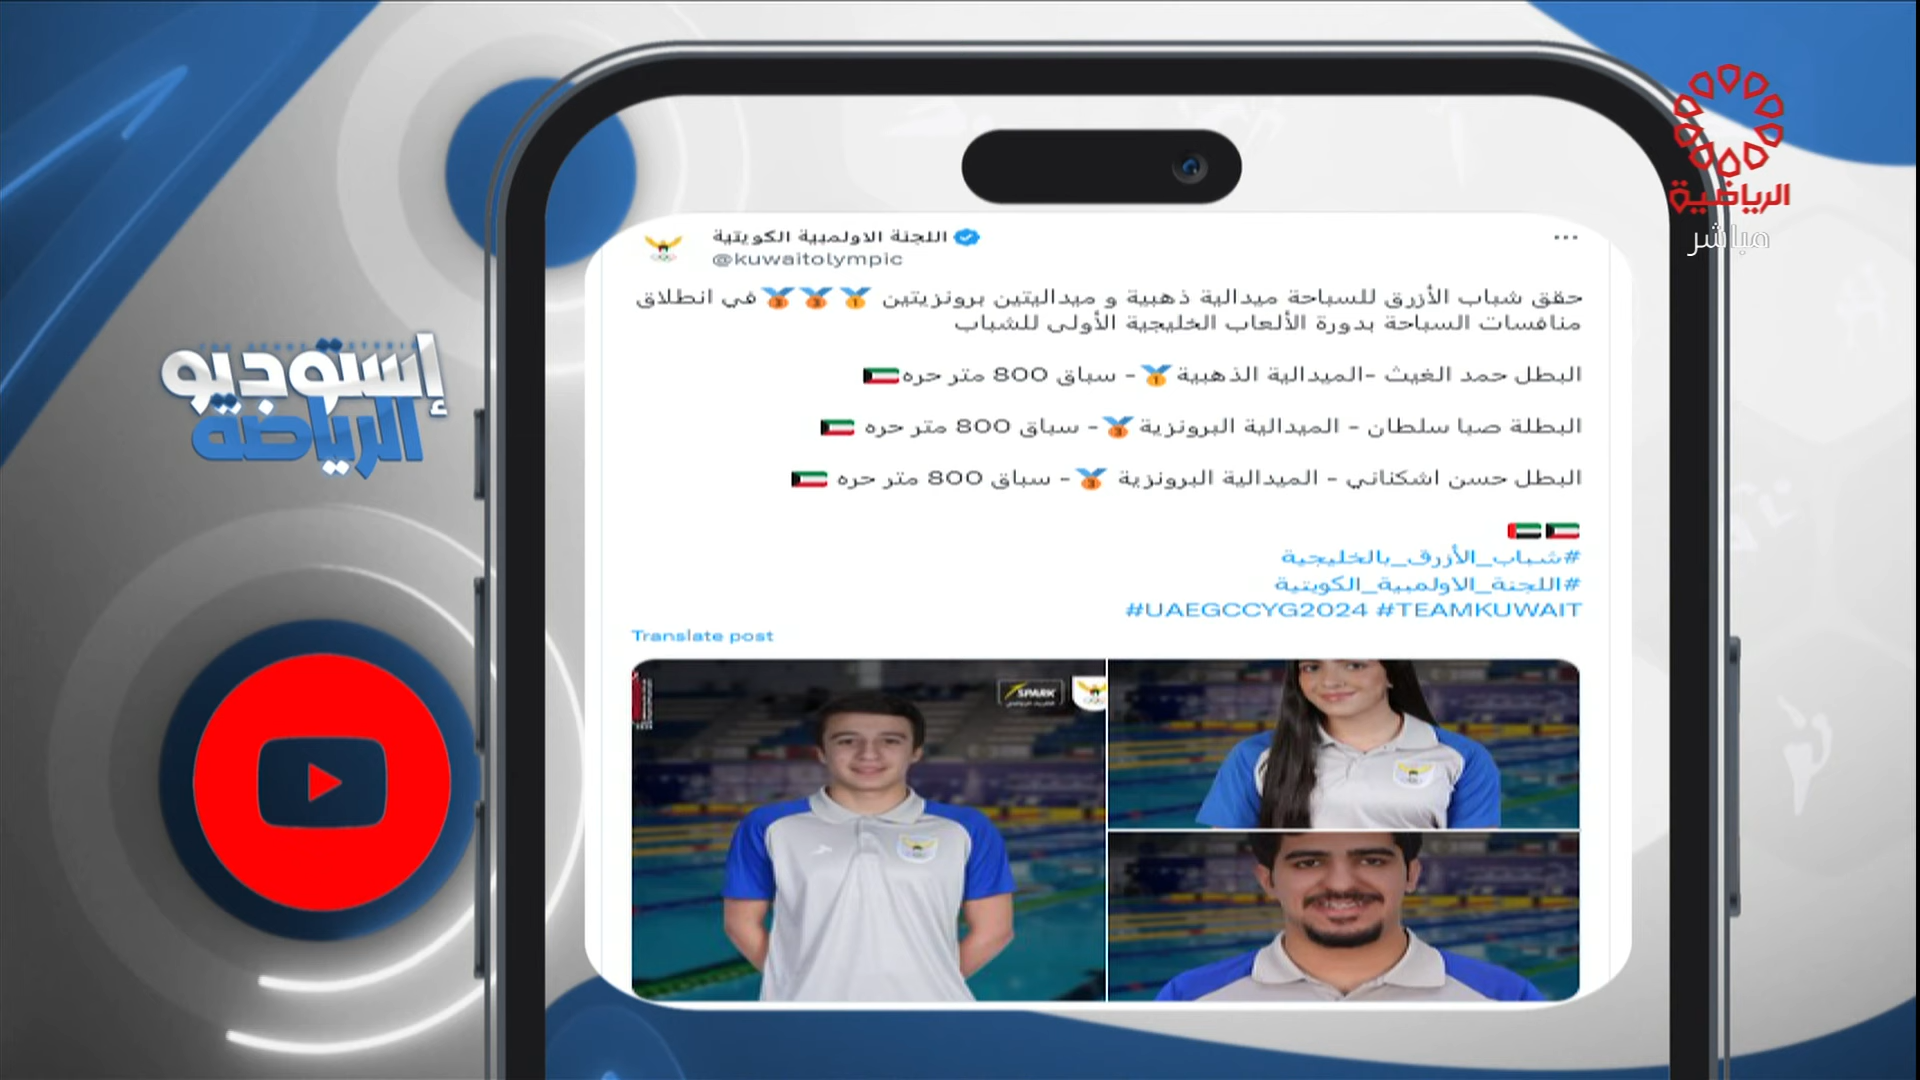 الرياضية
مباشر
إستوديو
الرياضة
اللجنة الاولمبية الكويتية
@kuwaitolympic
حقق شباب الأزرق للسباحة ميدالية ذهبية و ميداليتين برونزيتين 🥇🥉🥉 في انطلاق
منافسات السباحة بدورة الألعاب الخليجية الأولى للشباب
البطل حمد الغيث -الميدالية الذهبية🥇- سباق 800 متر حره🇰🇼
البطلة صبا سلطان - الميدالية البرونزية🥉- سباق 800 متر حره 🇰🇼
البطل حسن اشكناني - الميدالية البرونزية 🥉- سباق 800 متر حره 🇰🇼
🇰🇼🇦🇪
#شباب_الأزرق_بالخليجية
#اللجنة_الاولمبية_الكويتية
#UAEGCCYG2024 #TEAMKUWAIT
Translate post
SPARK